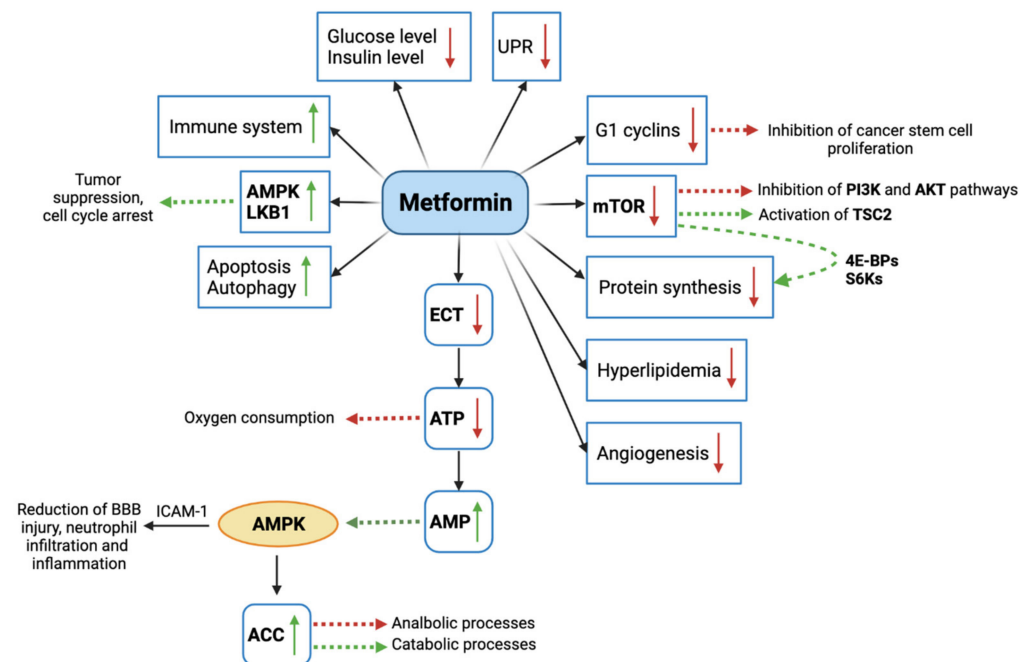 Glucose level
Insulin level
UPR
Immune system
G1 cyclins
Inhibition of cancer stem cell
proliferation
Tumor
suppression,
cell cycle arrest
AMPK
LKB1
Metformin
mTOR
Inhibition of PI3K and AKT pathways
Activation of TSC2
4E-BPs
S6Ks
Apoptosis
Autophagy
Protein synthesis
ECT
Hyperlipidemia
Oxygen consumption
ATP
Angiogenesis
Reduction of BBB
injury, neutrophil
infiltration and
inflammation
ICAM-1
AMPK
AMP
ACC
Analbolic processes
Catabolic processes